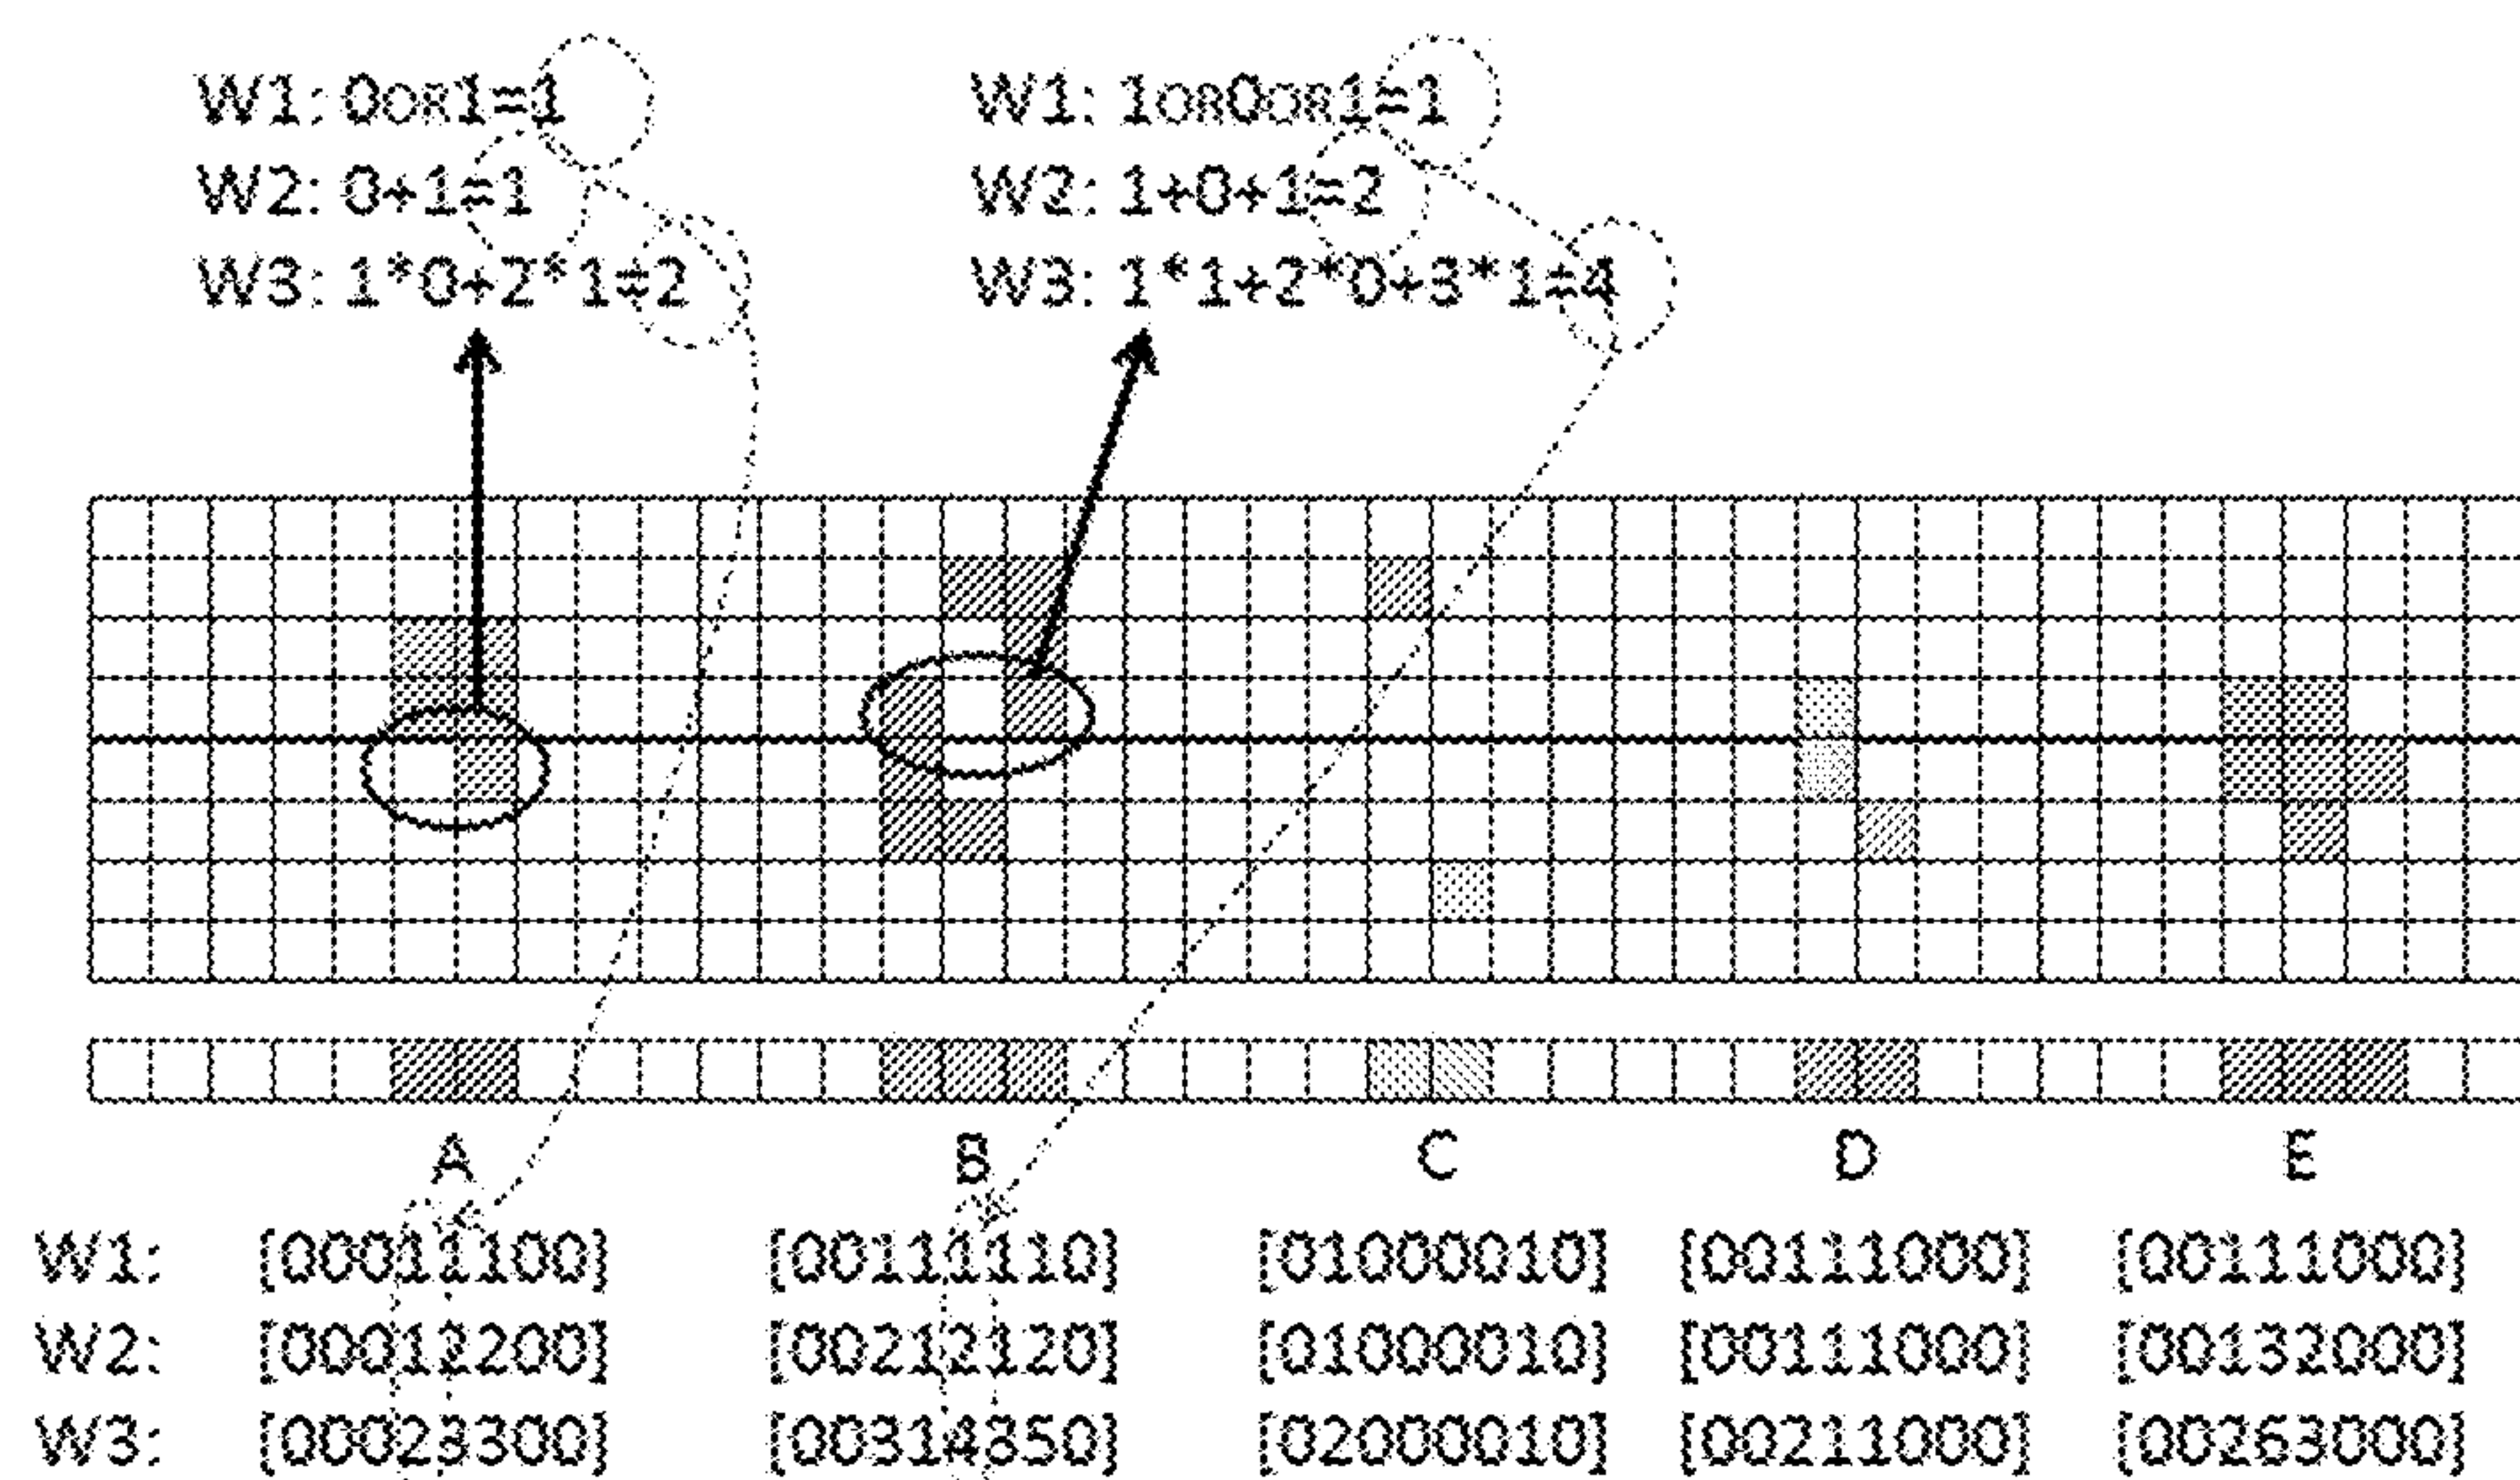 W1: 0OR1=1
W2: 0+1=1
W3: 1*0+2*1=2
W1: 1OR0OR1=1
W2: 1+0+1=2
W3: 1*1+2*0+3*1=4
A B C D E
W1: [00011100] [00111110] [01000010] [00111000] [00111000]
W2: [00012200] [00212120] [01000010] [00111000] [00132000]
W3: [00023300] [00314350] [02000010] [00211000] [00263000]